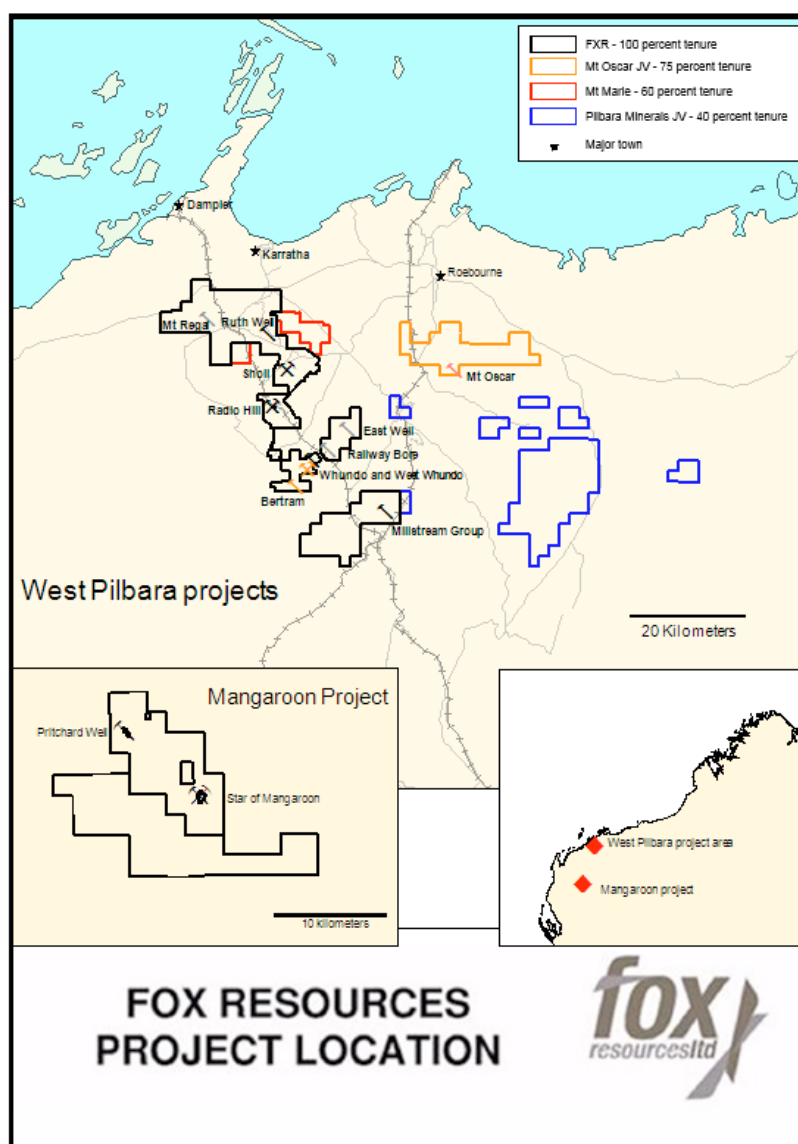 FXR - 100 percent tenure
Mt Oscar JV - 75 percent tenure
Mt Marie - 60 percent tenure
Pilbara Minerals JV - 40 percent tenure
Major town
Dampier
Karratha
Roebourne
Mt Regal
Ruth Well
Sholl
Mt Oscar
Radio Hill
East Well
Railway Bore
Whundo and West Whundo
Bertram
Millstream Group
West Pilbara projects
20 Kilometers
Mangaroon Project
Pritchard Well
Star of Mangaroon
10 kilometers
West Pilbara project area
Mangaroon project
FOX RESOURCES
PROJECT LOCATION
fox
resourcesltd